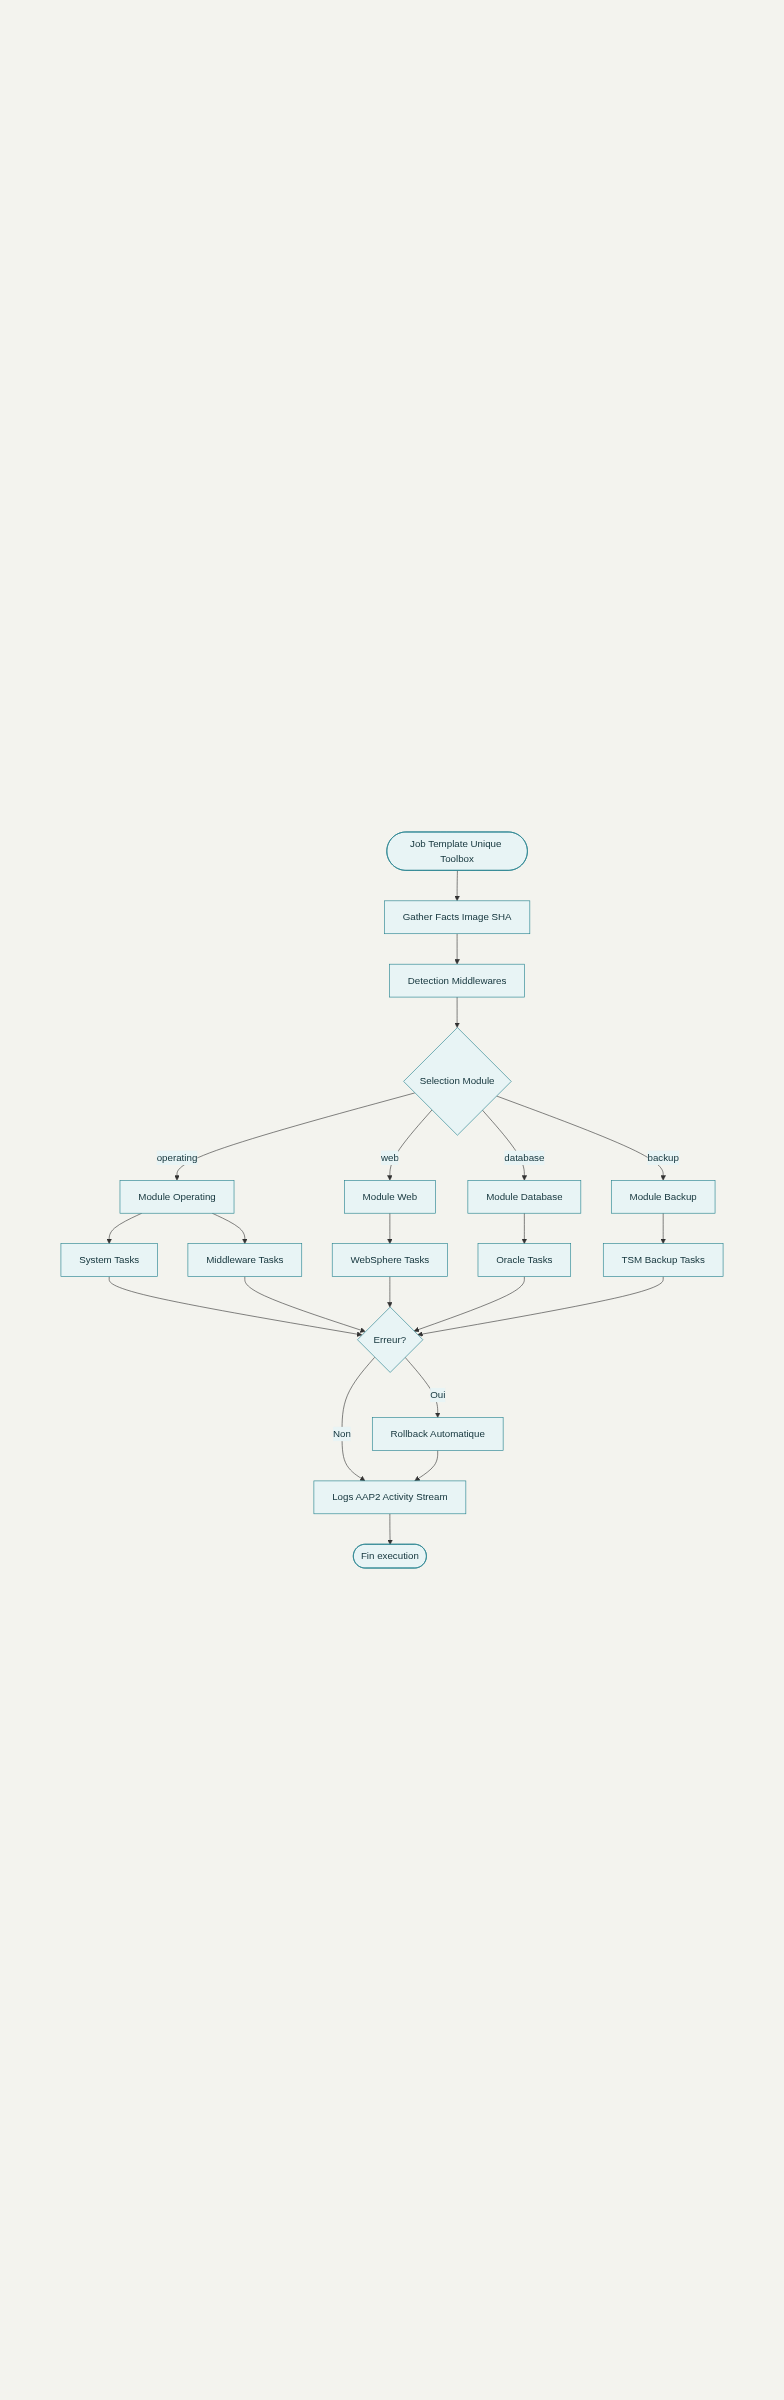 Job Template Unique
Toolbox
Gather Facts Image SHA
Detection Middlewares
Selection Module
operating
web
database
backup
Module Operating
Module Web
Module Database
Module Backup
System Tasks
Middleware Tasks
WebSphere Tasks
Oracle Tasks
TSM Backup Tasks
Erreur?
Oui
Non
Rollback Automatique
Logs AAP2 Activity Stream
Fin execution